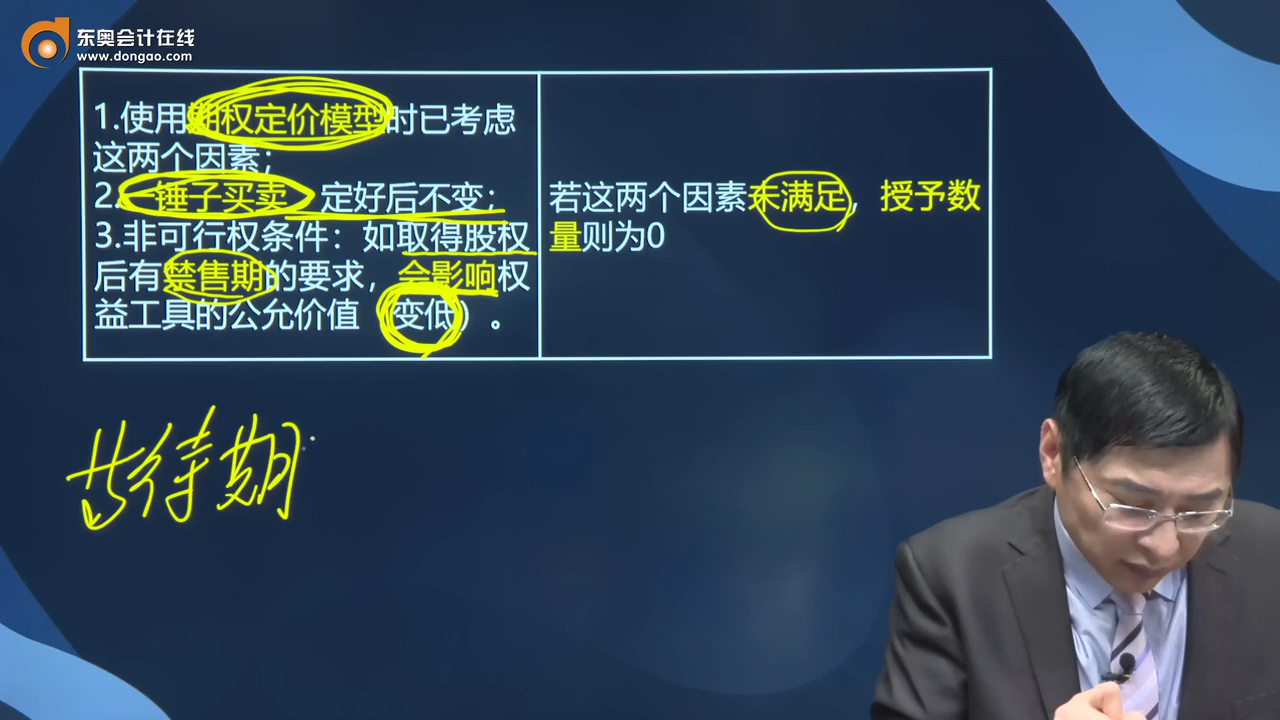 东奥会计在线
www.dongao.com
1.使用期权定价模型时已考虑
这两个因素；
2.一锤子买卖，定好后不变；
3.非可行权条件：如取得股权
后有禁售期的要求，会影响权
益工具的公允价值（变低）。
若这两个因素未满足，授予数
量则为0
等待期